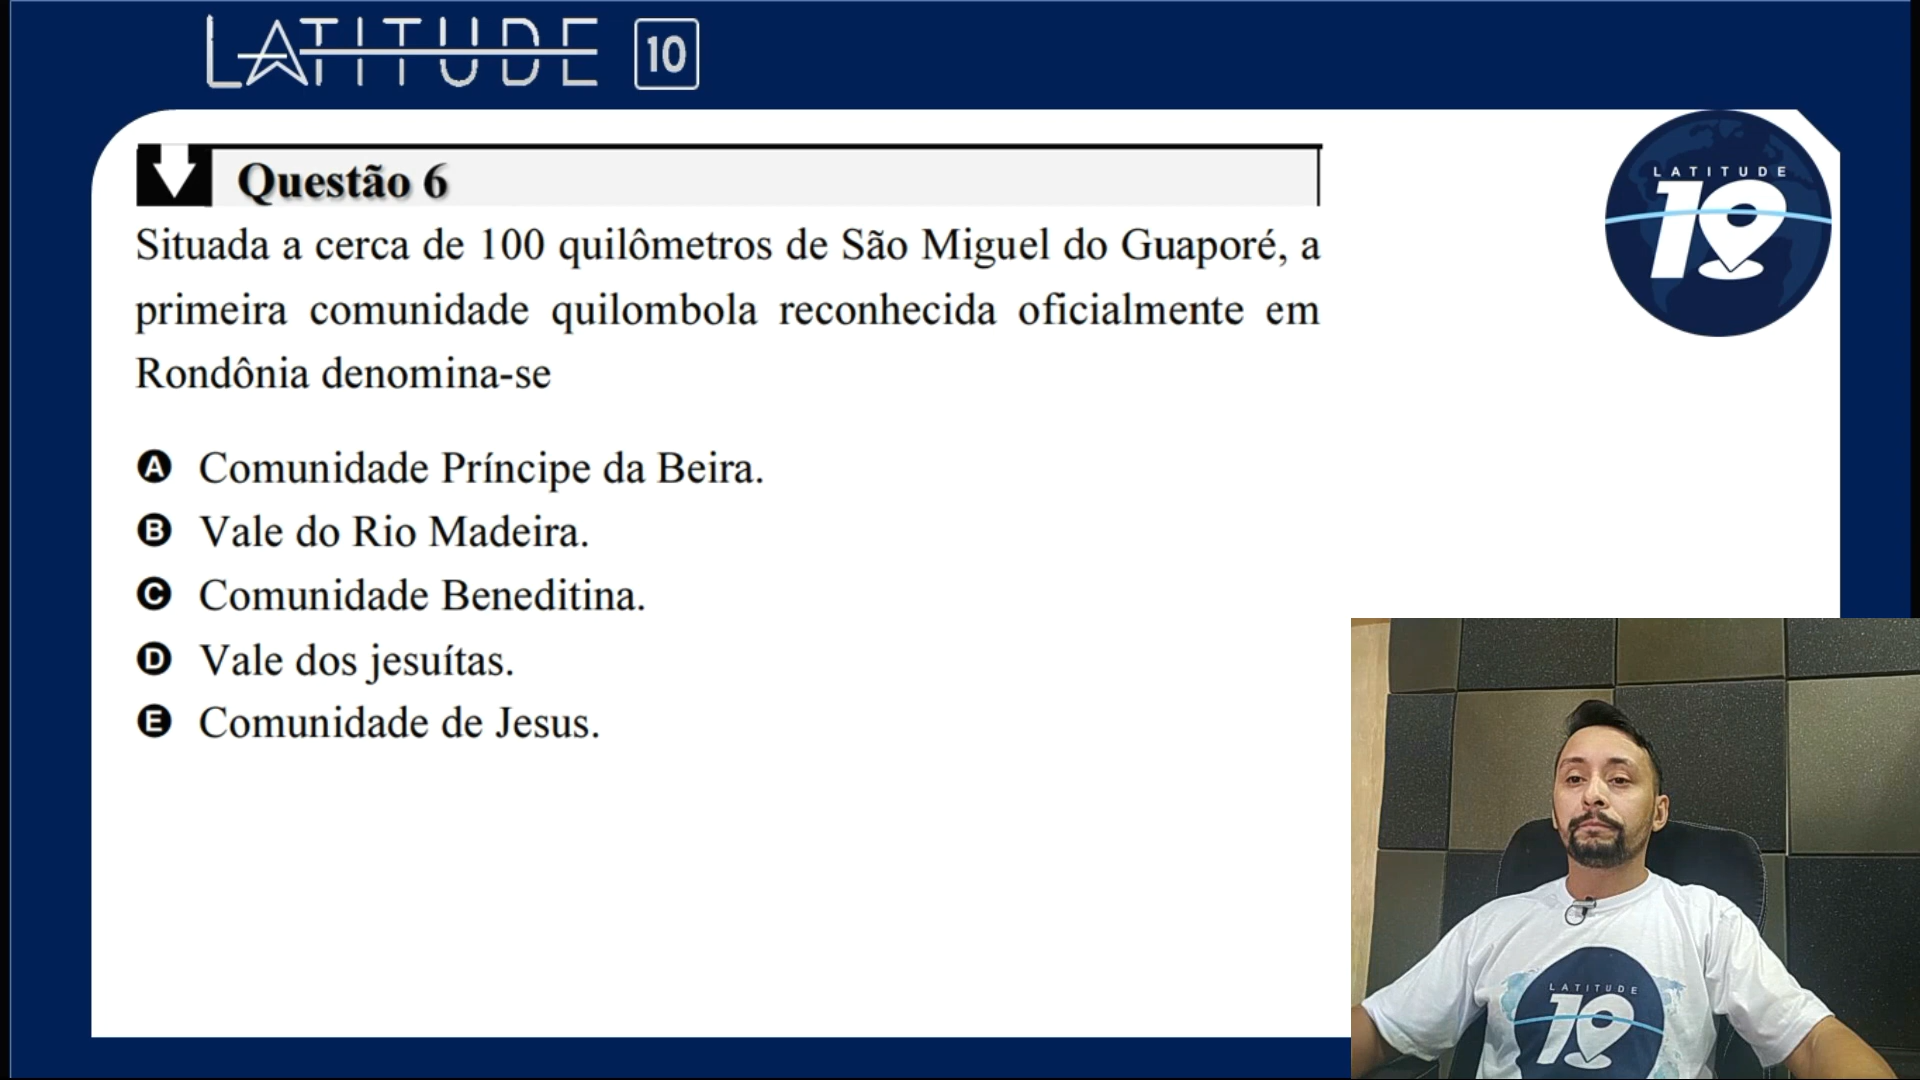 LATITUDE 10
LATITUDE
10
Questão 6
Situada a cerca de 100 quilômetros de São Miguel do Guaporé, a
primeira comunidade quilombola reconhecida oficialmente em
Rondônia denomina-se
A Comunidade Príncipe da Beira.
B Vale do Rio Madeira.
C Comunidade Beneditina.
D Vale dos jesuítas.
E Comunidade de Jesus.
LATITUDE
10